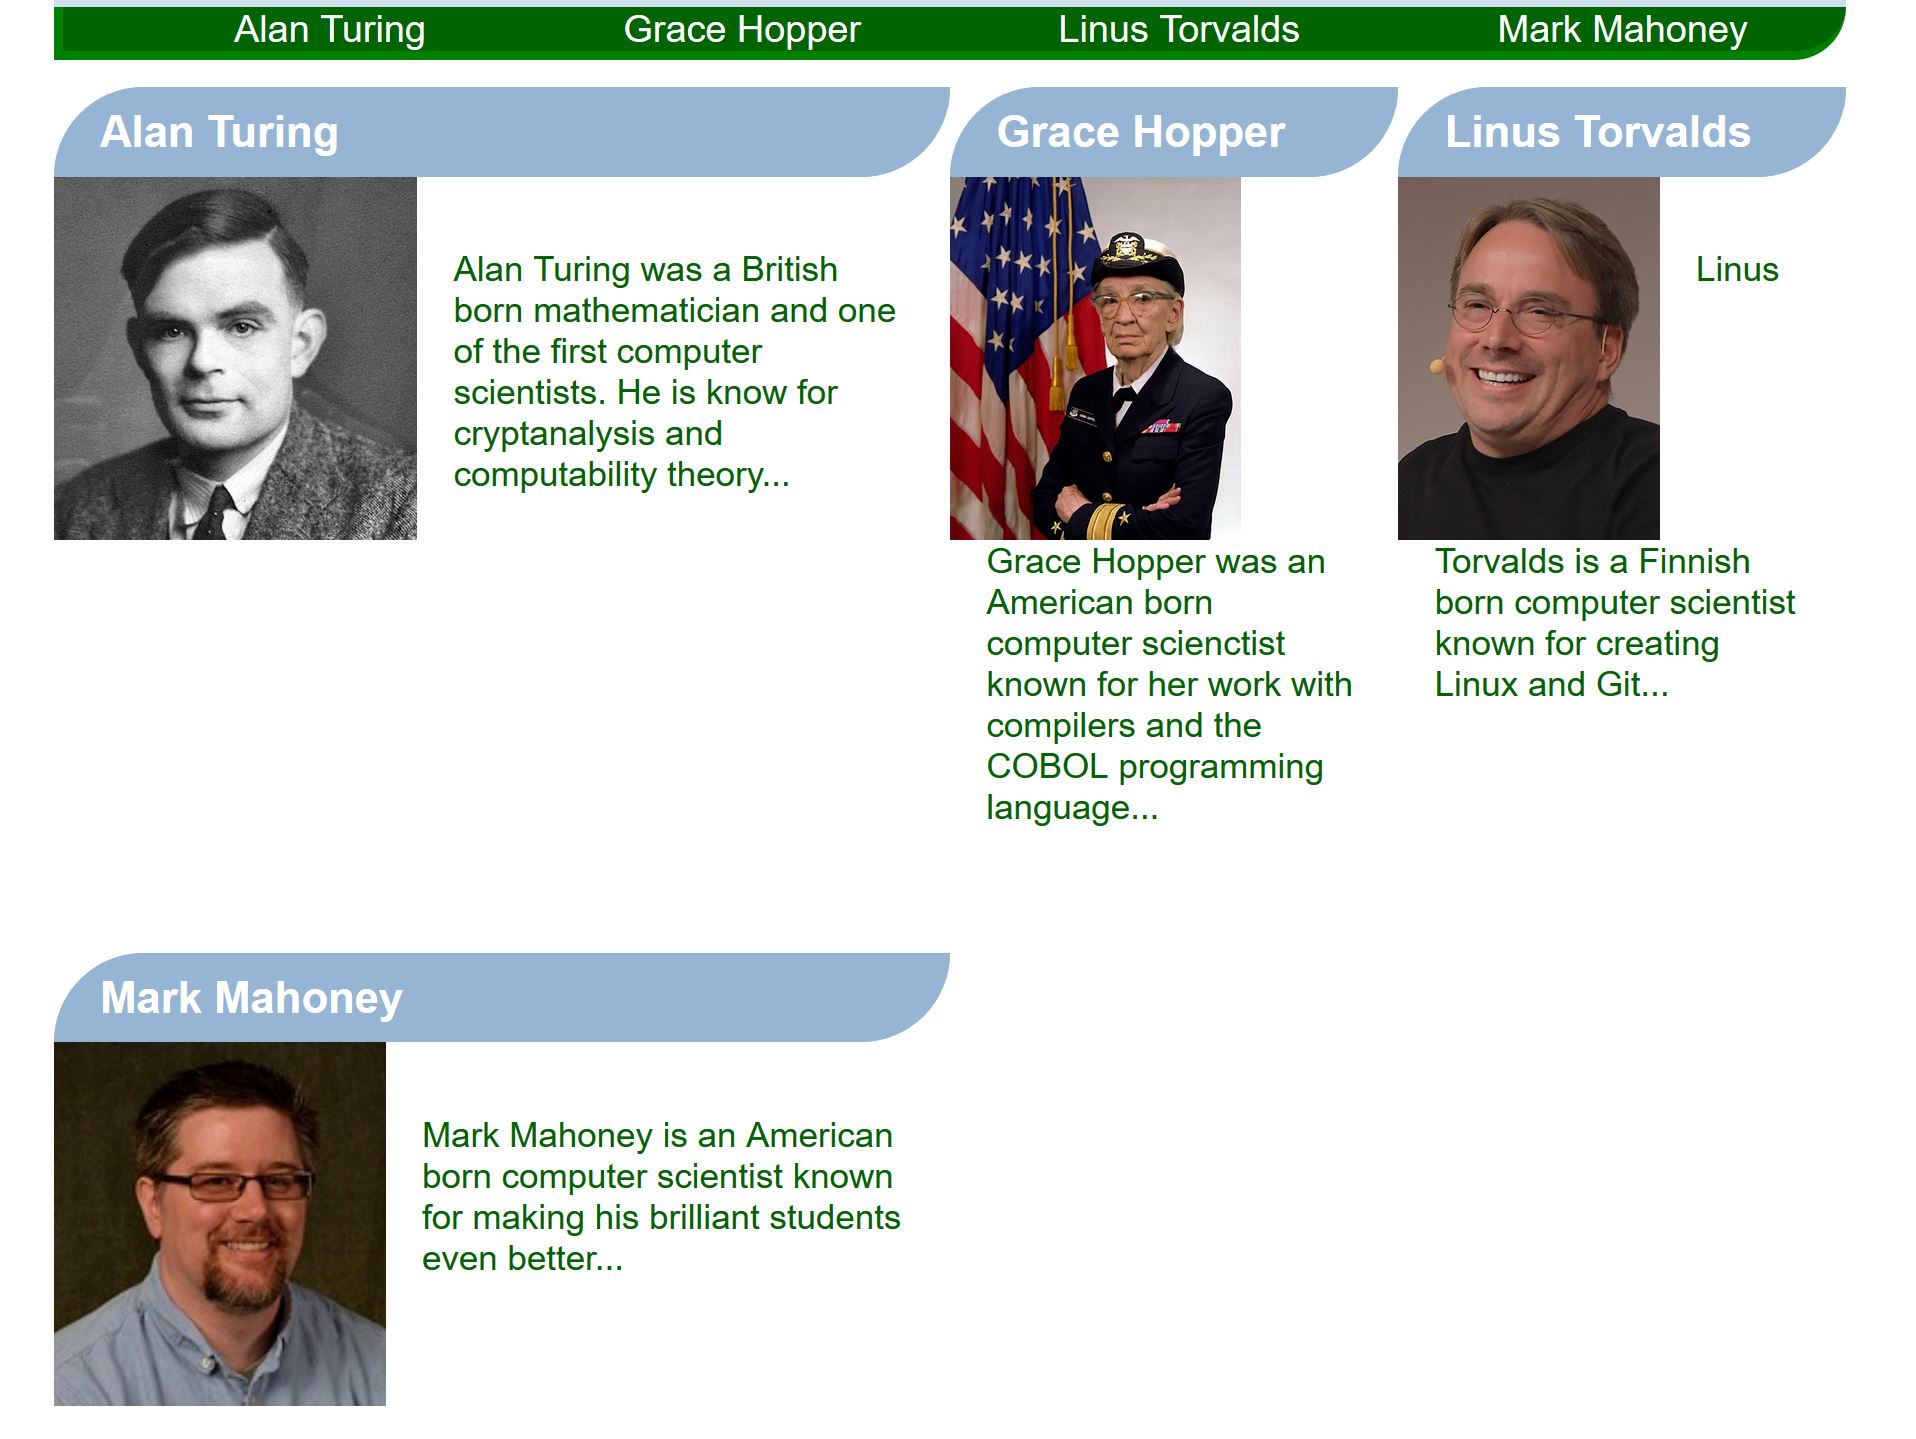 Alan Turing
Grace Hopper
Linus Torvalds
Mark Mahoney
Alan Turing
Alan Turing was a British
born mathematician and one
of the first computer
scientists. He is know for
cryptanalysis and
computability theory...
Grace Hopper
Grace Hopper was an
American born
computer scienctist
known for her work with
compilers and the
COBOL programming
language...
Linus Torvalds
Linus
Torvalds is a Finnish
born computer scientist
known for creating
Linux and Git...
Mark Mahoney
Mark Mahoney is an American
born computer scientist known
for making his brilliant students
even better...